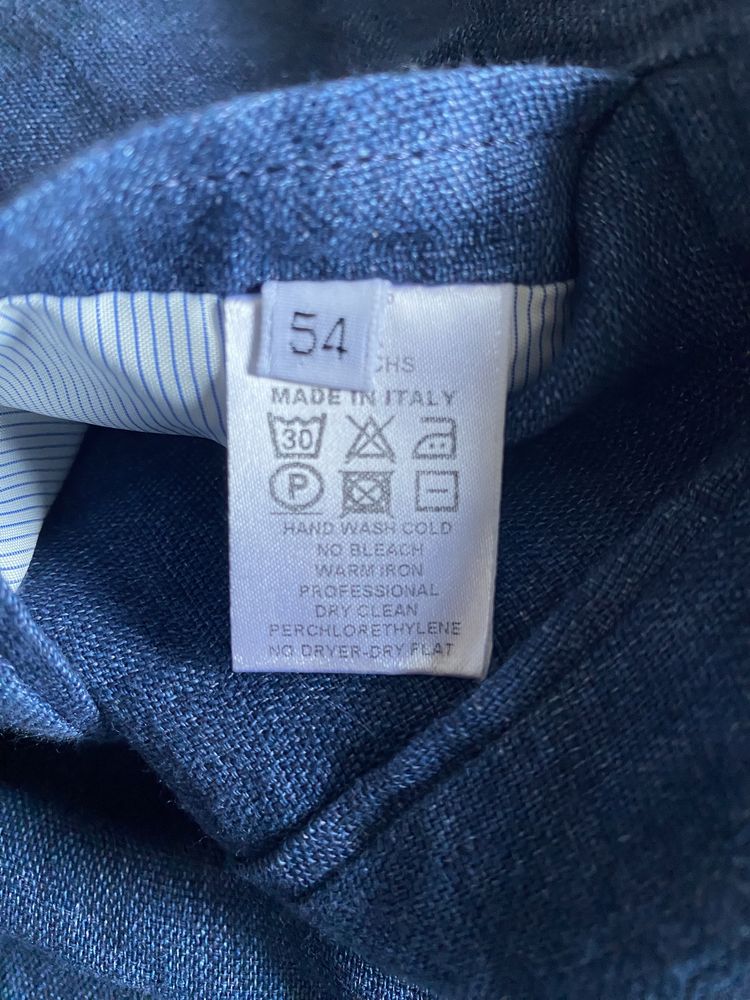 54
CHS
MADE IN ITALY
30
P
HAND WASH COLD
NO BLEACH
WARM IRON
PROFESSIONAL
DRY CLEAN
PERCHLORETHYLENE
NO DRYER-DRY FLAT